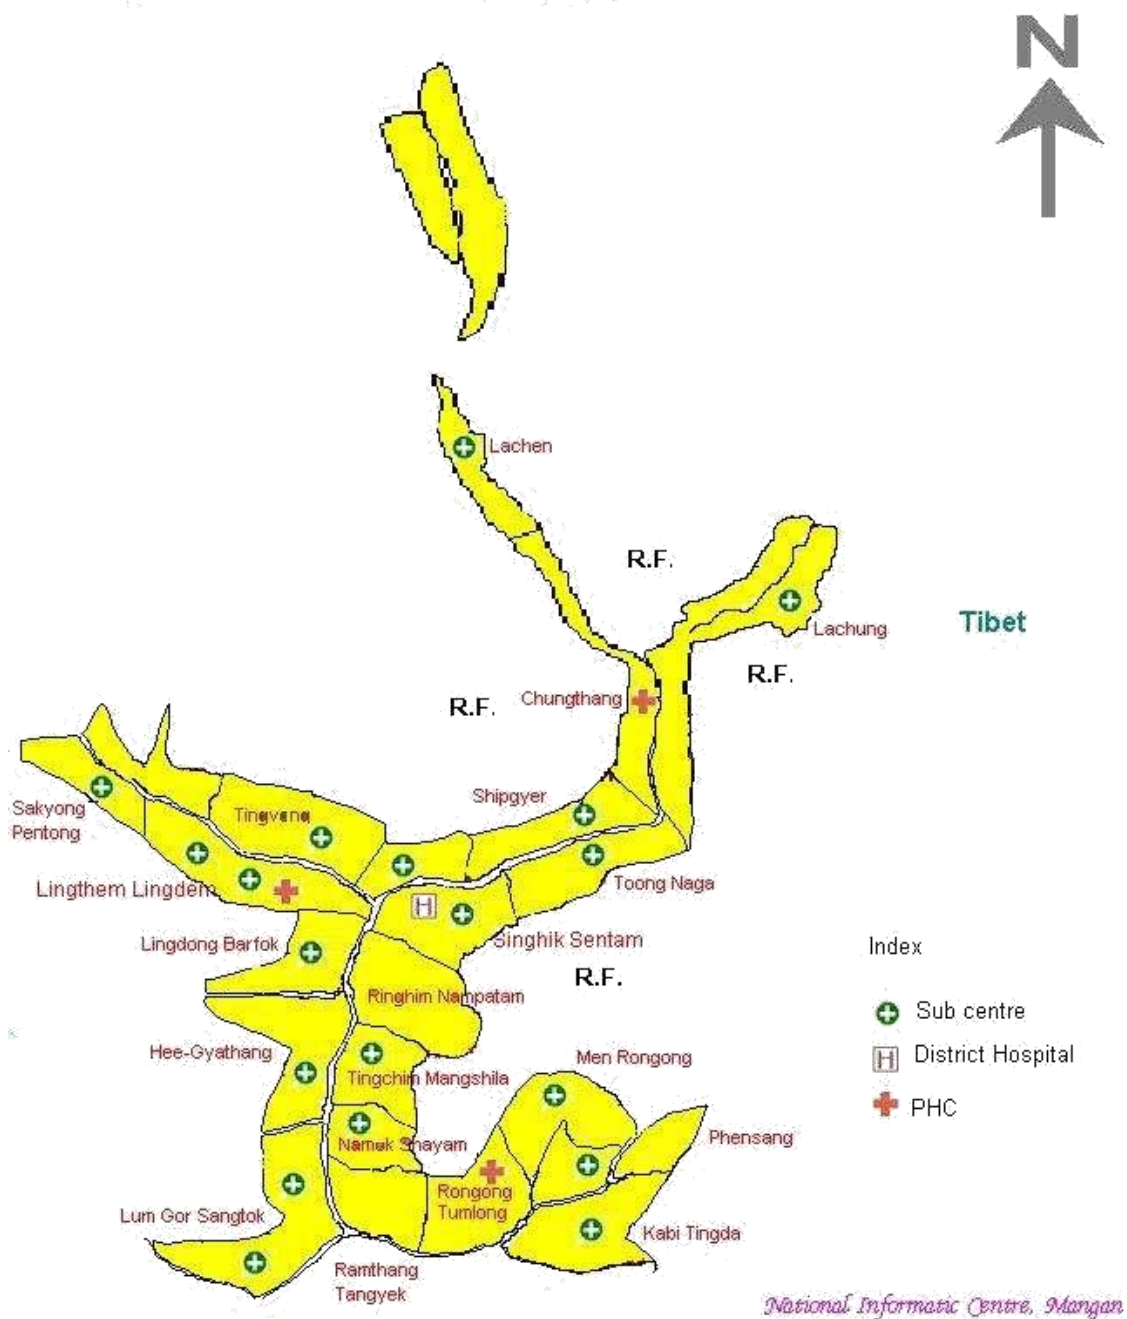 N
Lachen
R.F.
Lachung
Tibet
R.F.
Chungthang
R.F.
Shipgyer
Sakyong
Pentong
Tingvong
Lingthem Lingdem
Toong Naga
H
Singhik Sentam
Lingdong Barfok
R.F.
Index
Ringhim Nampatam
Sub centre
Hee-Gyathang
Men Rongong
H District Hospital
Tingchim Mangshila
PHC
Namok Shayam
Phensang
Rongong
Tumlong
Lum Gor Sangtok
Kabi Tingda
Ramthang
Tangyek
National Informatic Centre, Mangan